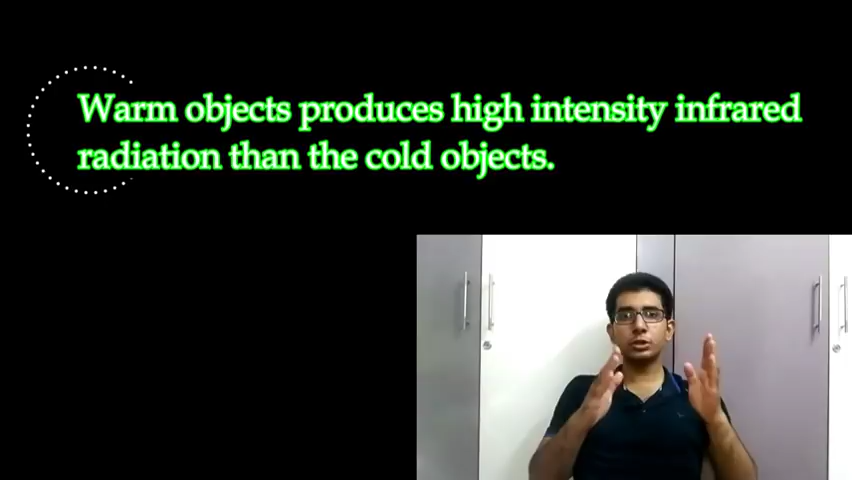 Warm objects produces high intensity infrared
radiation than the cold objects.